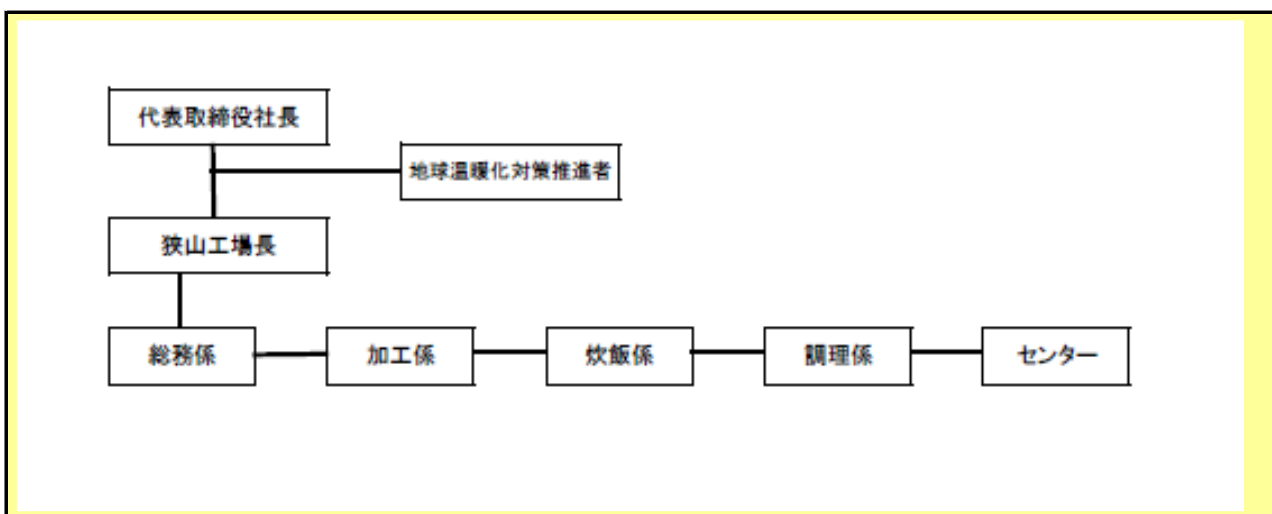 代表取締役社長
地球温暖化対策推進者
狭山工場長
総務係
加工係
炊飯係
調理係
センター